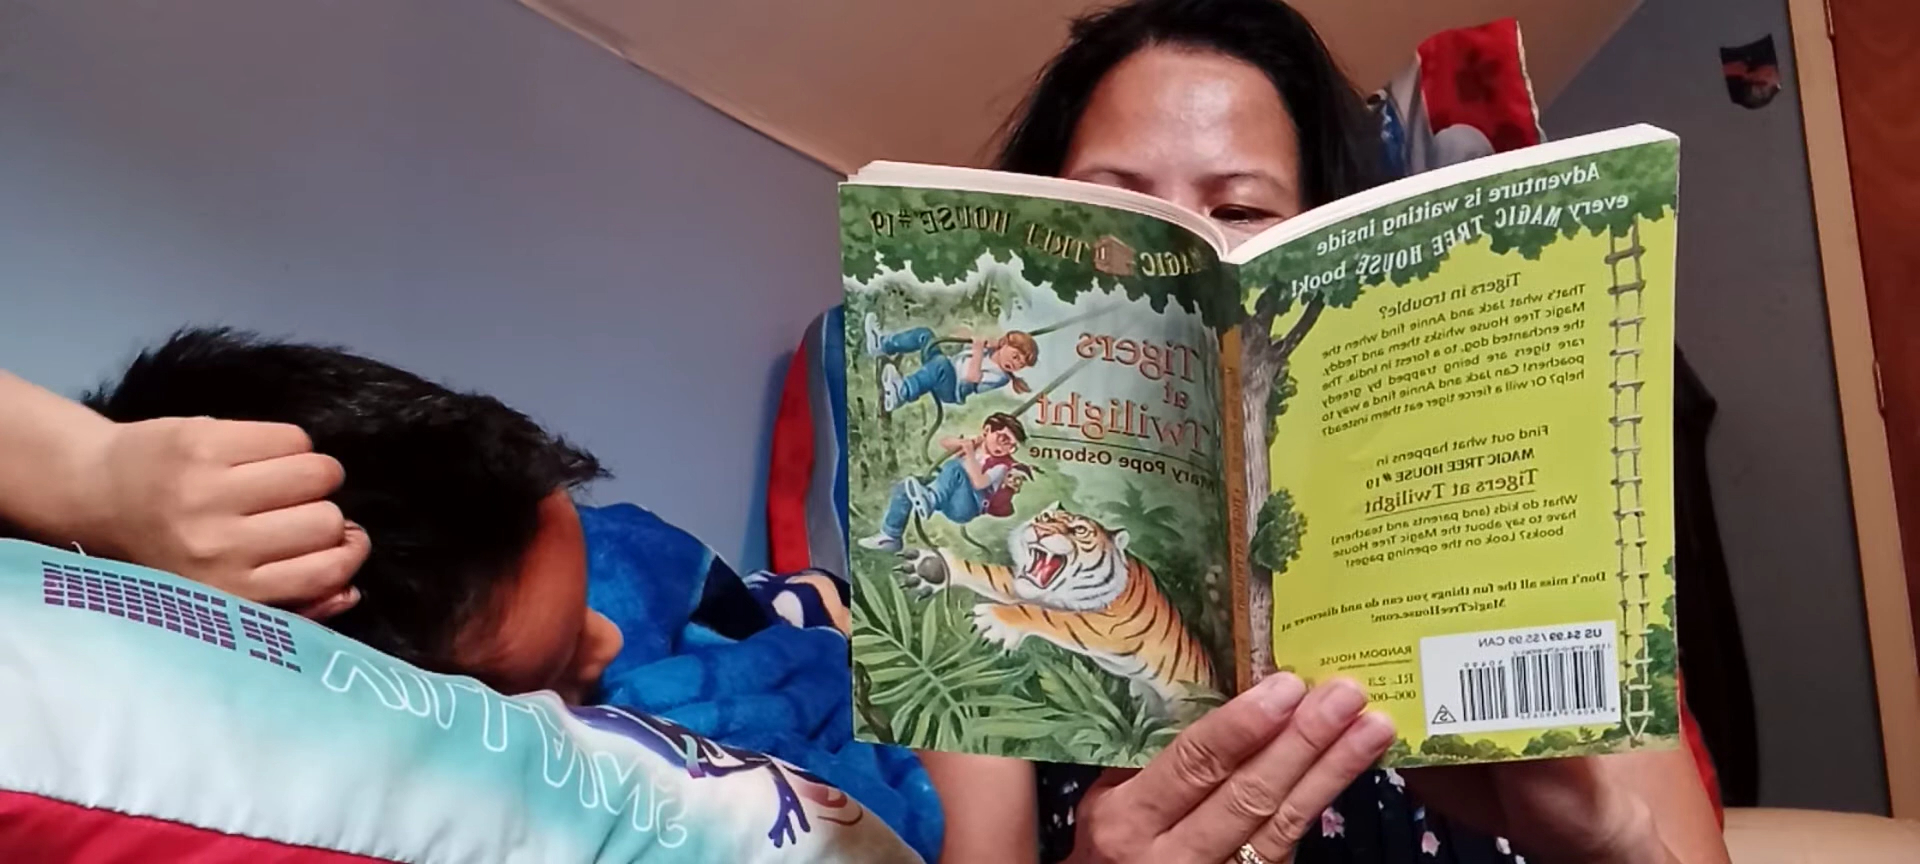 MAGIC TREE HOUSE #19
Tigers
at
Twilight
Mary Pope Osborne
Adventure is waiting inside
every MAGIC TREE HOUSE book!
Tigers in trouble?
That's what Jack and Annie find when the
Magic Tree House whisks them and Teddy,
the enchanted dog, to a forest in India. The
rare tigers are being trapped by greedy
poachers! Can Jack and Annie find a way to
help? Or will a fierce tiger eat them instead?
Find out what happens in
MAGIC TREE HOUSE #19
Tigers at Twilight
What do kids (and parents and teachers)
have to say about the Magic Tree House
books? Look on the opening pages!
Don't miss all the fun things you can do and discover at
MagicTreeHouse.com!
RANDOM HOUSE
US $4.99/$5.99 CAN
RL: 2.8